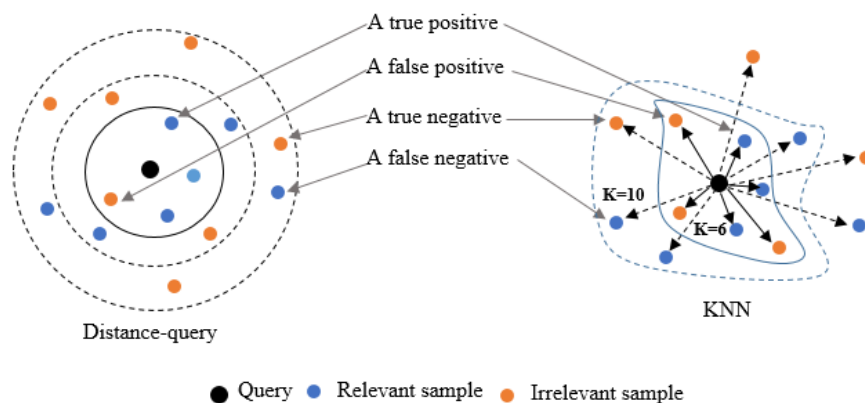 A true positive
A false positive
A true negative
A false negative
K=10
K=6
Distance-query
KNN
Query
Relevant sample
Irrelevant sample